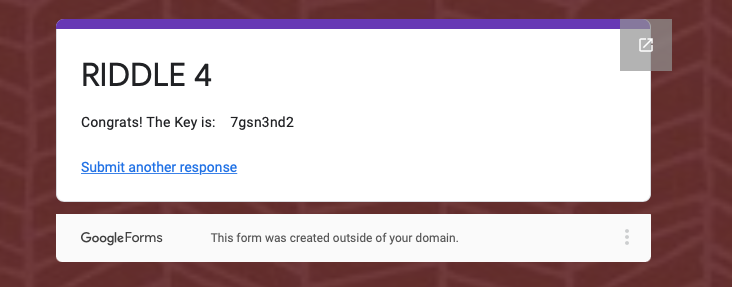 RIDDLE 4
Congrats! The Key is: 7gsn3nd2
Submit another response
Google Forms This form was created outside of your domain.